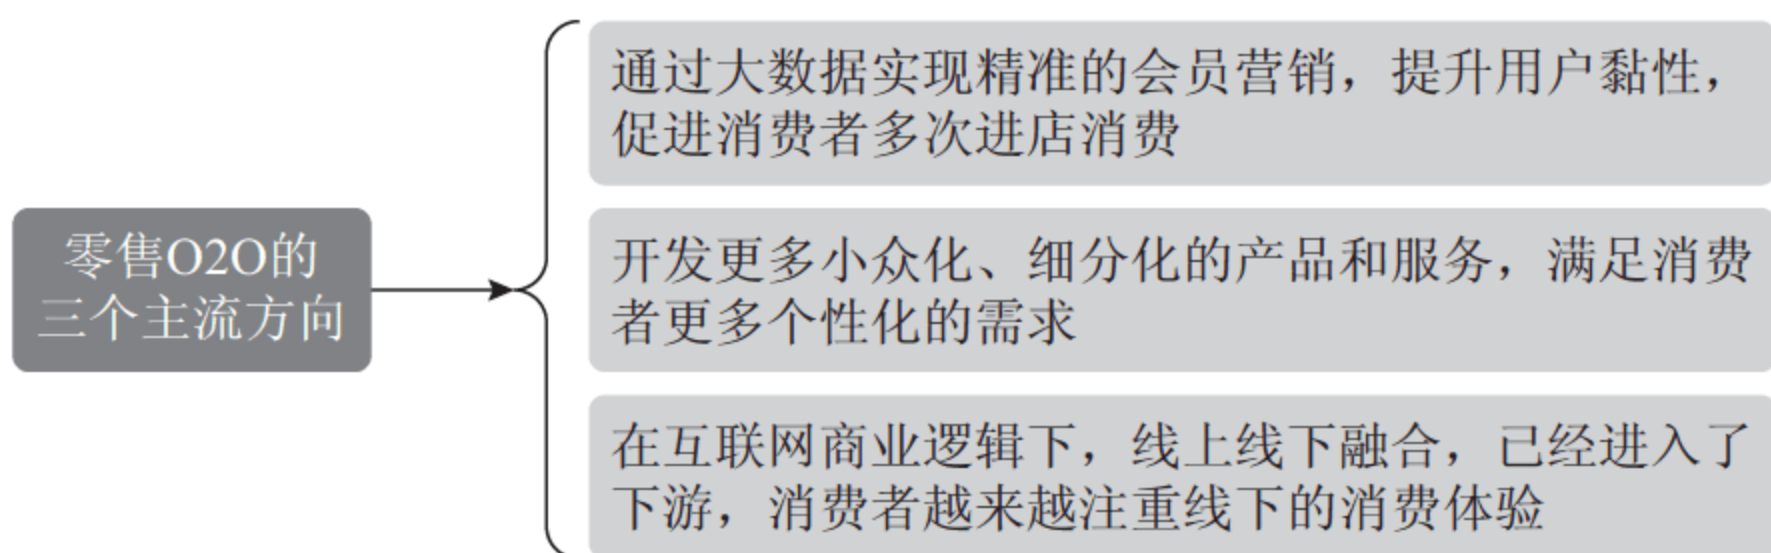 零售O2O的
三个主流方向
通过大数据实现精准的会员营销，提升用户黏性，
促进消费者多次进店消费
开发更多小众化、细分化的产品和服务，满足消费
者更多个性化的需求
在互联网商业逻辑下，线上线下融合，已经进入了
下游，消费者越来越注重线下的消费体验